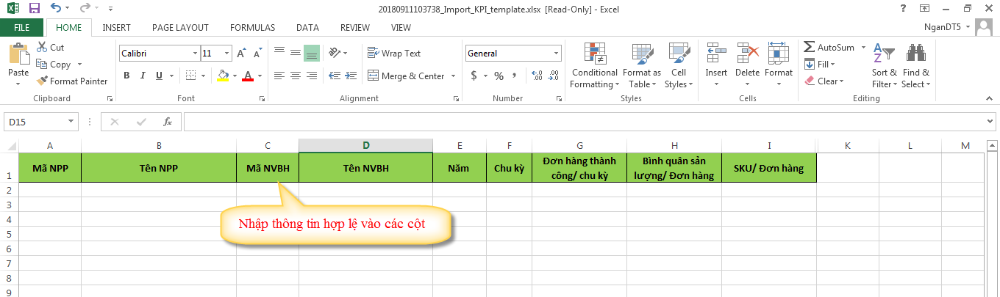 20180911103738_Import_KPI_template.xlsx [Read-Only] - Excel
FILE HOME INSERT PAGE LAYOUT FORMULAS DATA REVIEW VIEW NganDT5
Paste
Cut
Copy
Format Painter
Clipboard
Calibri 11
B I U
Font
Wrap Text
Merge & Center
Alignment
General
$ % ,
Number
Conditional
Formatting
Format as
Table
Cell
Styles
Styles
Insert
Delete
Format
Cells
AutoSum
Fill
Clear
Sort &
Filter
Find &
Select
Editing
D15
fx
A B C D E F G H I K L M
1 Mã NPP Tên NPP Mã NVBH Tên NVBH Năm Chu kỳ Đơn hàng thành
công/ chu kỳ Bình quân sản
lượng/ Đơn hàng SKU/ Đơn hàng
2
3
4
Nhập thông tin hợp lệ vào các cột
5
6
7
8
9